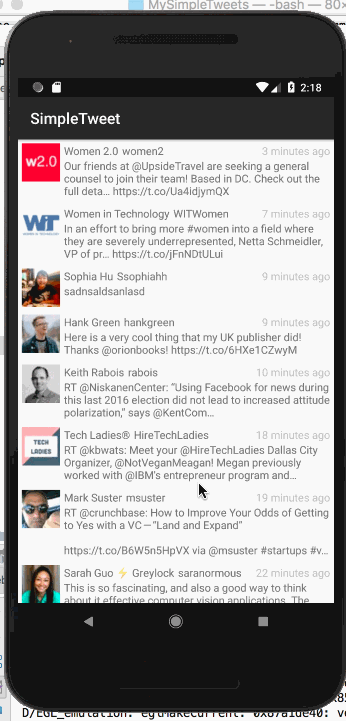 MySimpleTweets — -bash — 80×
2:18
SimpleTweet
w2.0
Women 2.0 women2 3 minutes ago
Our friends at @UpsideTravel are seeking a general
counsel to join their team! Based in DC. Check out the
full deta… https://t.co/Ua4idjymQX
WiT
Women in Technology WITWomen 7 minutes ago
In an effort to bring more #women into a field where
they are severely underrepresented, Netta Schmeidler,
VP of pr… https://t.co/jFnNDtULui
Sophia Hu Ssophiahh 9 minutes ago
sadnsaldsanlasd
Hank Green hankgreen 9 minutes ago
Here is a very cool thing that my UK publisher did!
Thanks @orionbooks! https://t.co/6HXe1CZwyM
Keith Rabois rabois 10 minutes ago
RT @NiskanenCenter: “Using Facebook for news during
this last 2016 election did not lead to increased attitude
polarization,” says @KentCom…
TECH
LADIES
Tech Ladies® HireTechLadies 18 minutes ago
RT @kbwats: Meet your @HireTechLadies Dallas City
Organizer, @NotVeganMeagan! Megan previously
worked with @IBM's entrepreneur program and…
Mark Suster msuster 19 minutes ago
RT @crunchbase: How to Improve Your Odds of Getting
to Yes with a VC — “Land and Expand”
https://t.co/B6W5n5HpVX via @msuster #startups #v…
Sarah Guo ⚡ Greylock saranormous 22 minutes ago
This is so fascinating, and also a good way to think
about it effective computer vision applications. The
D/EGL_emulation: eglMakeCurrent: 0x87a1de40: ve